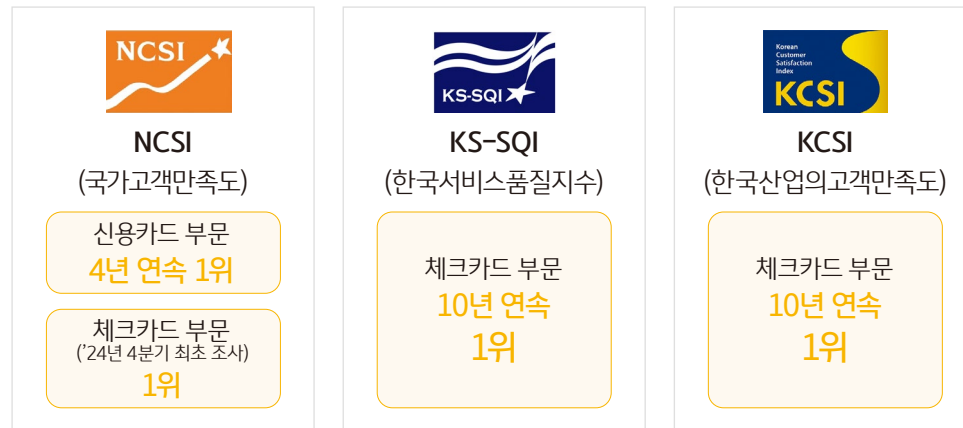 NCSI
NCSI
(국가고객만족도)
신용카드 부문
4년 연속 1위
체크카드 부문
('24년 4분기 최초 조사)
1위
KS-SQI
KS-SQI
(한국서비스품질지수)
체크카드 부문
10년 연속
1위
Korean
Customer
Satisfaction
Index
KCSI
KCSI
(한국산업의고객만족도)
체크카드 부문
10년 연속
1위